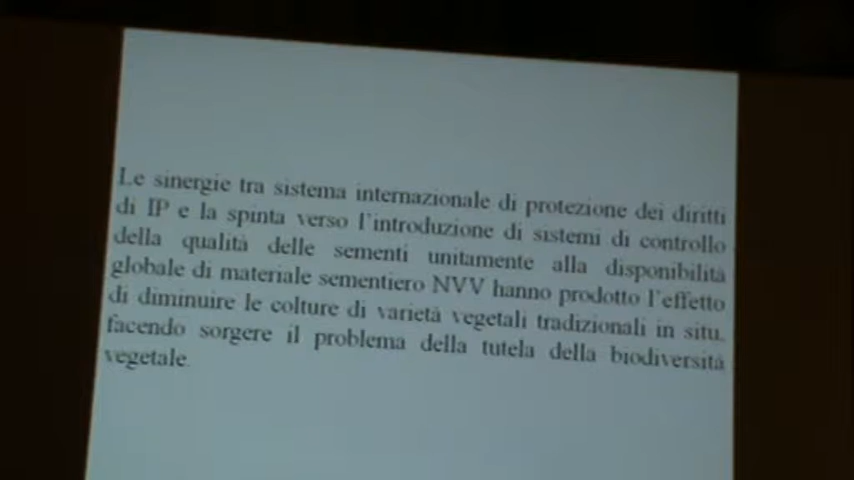 Le sinergie tra sistema internazionale di protezione dei diritti
di IP e la spinta verso l'introduzione di sistemi di controllo
della qualità delle sementi unitamente alla disponibilità
globale di materiale sementiero NVV hanno prodotto l'effetto
di diminuire le colture di varietà vegetali tradizionali in situ,
facendo sorgere il problema della tutela della biodiversità
vegetale.